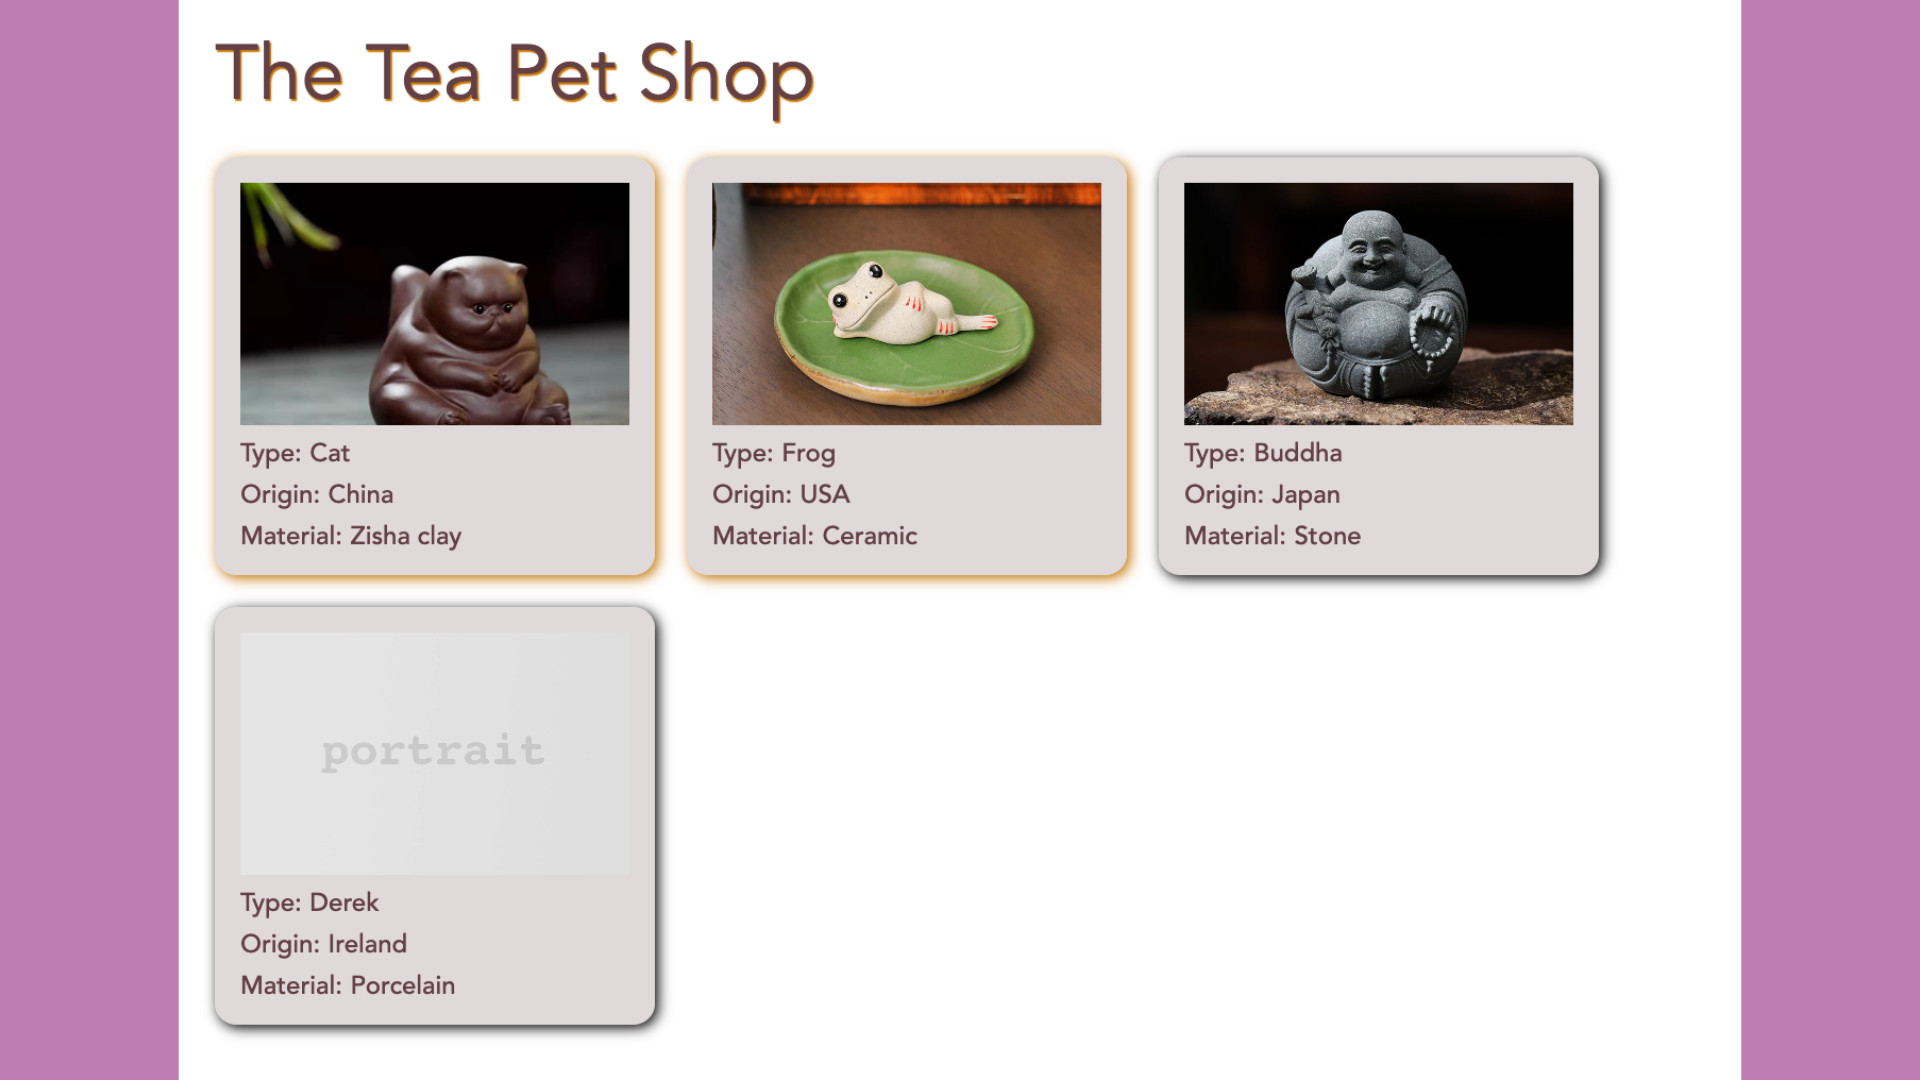 The Tea Pet Shop
Type: Cat
Origin: China
Material: Zisha clay
Type: Frog
Origin: USA
Material: Ceramic
Type: Buddha
Origin: Japan
Material: Stone
portrait
Type: Derek
Origin: Ireland
Material: Porcelain